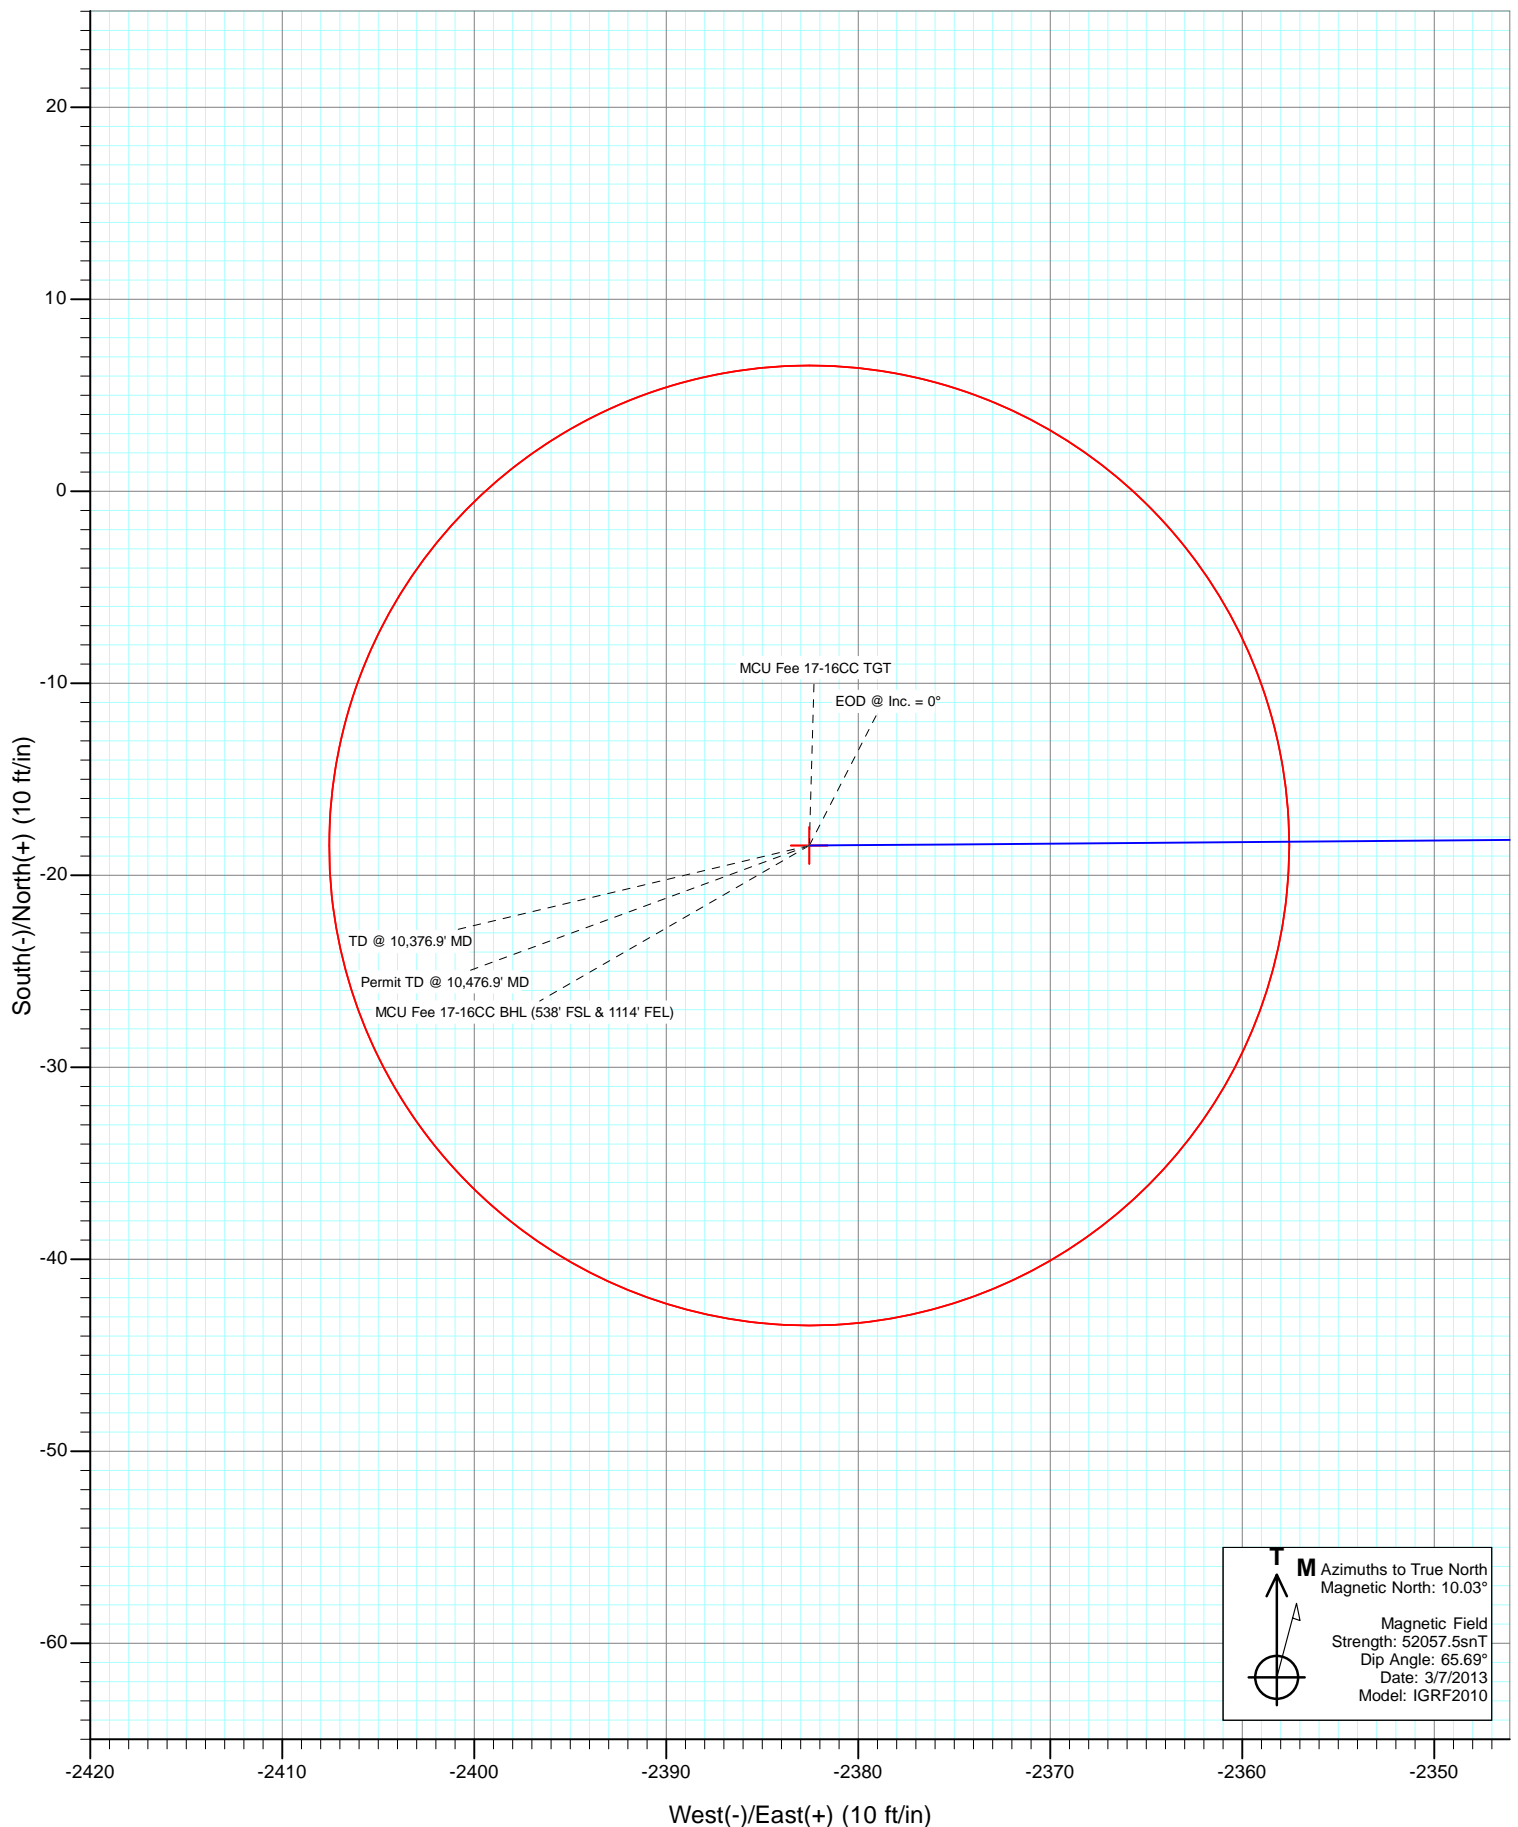 20
10
0
-10
-20
-30
-40
-50
-60
South(-)/North(+) (10 ft/in)
MCU Fee 17-16CC TGT
EOD @ Inc. = 0°
TD @ 10,376.9' MD
Permit TD @ 10,476.9' MD
MCU Fee 17-16CC BHL (538' FSL & 1114' FEL)
T
M
Azimuths to True North
Magnetic North: 10.03°
Magnetic Field
Strength: 52057.5snT
Dip Angle: 65.69°
Date: 3/7/2013
Model: IGRF2010
-2420
-2410
-2400
-2390
-2380
-2370
-2360
-2350
West(-)/East(+) (10 ft/in)